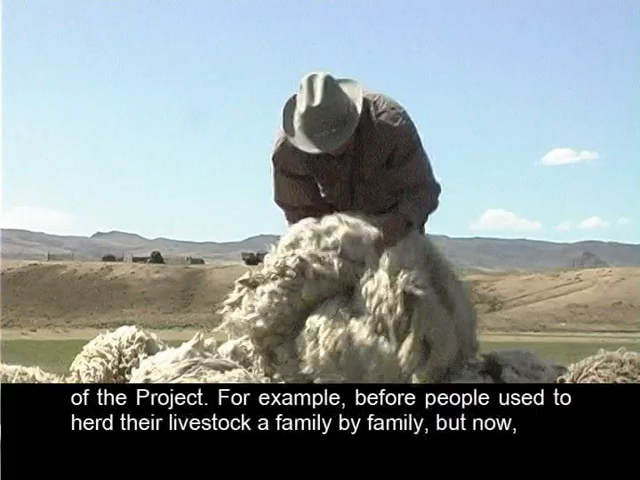 of the Project. For example, before people used to
herd their livestock a family by family, but now,